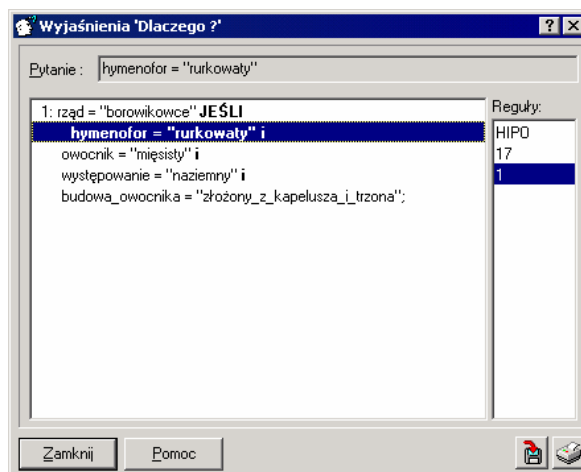 Wyjaśnienia 'Dlaczego ?'
Pytanie : hymenofor = "rurkowaty"
1: rząd = "borowikowce" JEŚLI
hymenofor = "rurkowaty" i
owocnik = "mięsisty" i
występowanie = "naziemny" i
budowa_owocnika = "złożony_z_kapelusza_i_trzona";
Reguły:
HIPO
17
1
Zamknij Pomoc